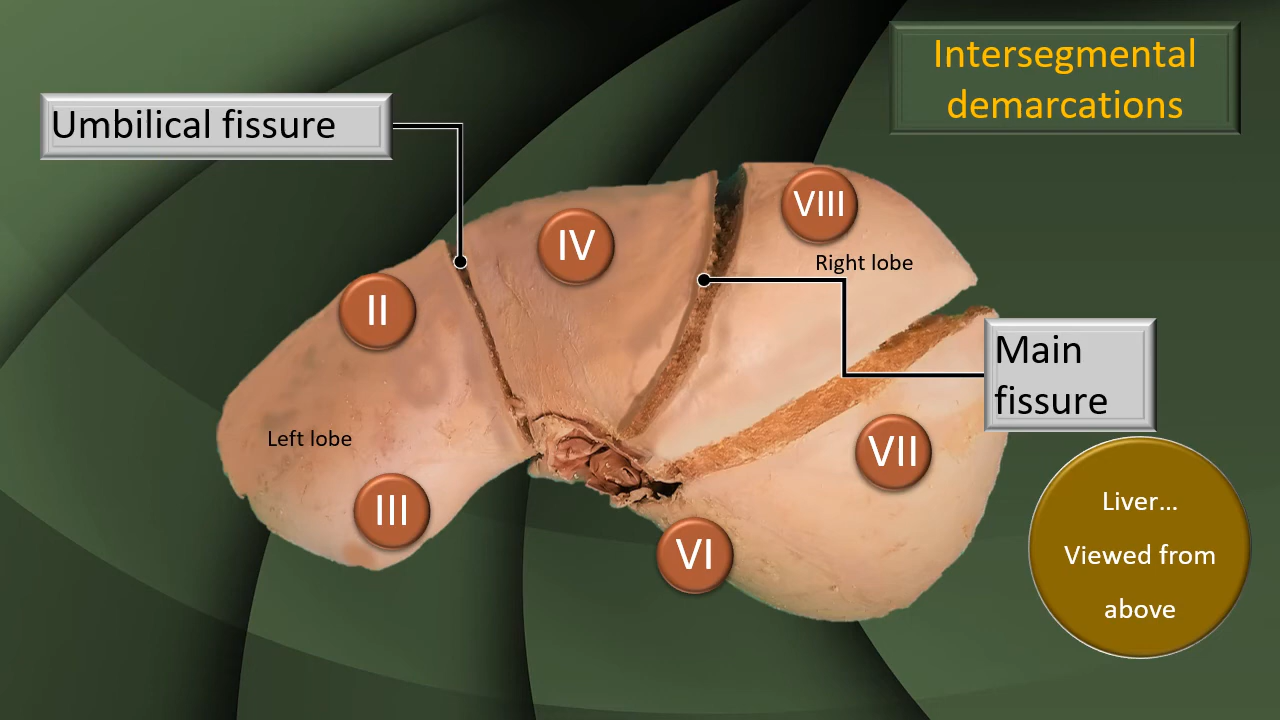 Intersegmental
demarcations
Umbilical fissure
VIII
IV
Right lobe
II
Main
fissure
Left lobe
VII
III
VI
Liver...
Viewed from
above